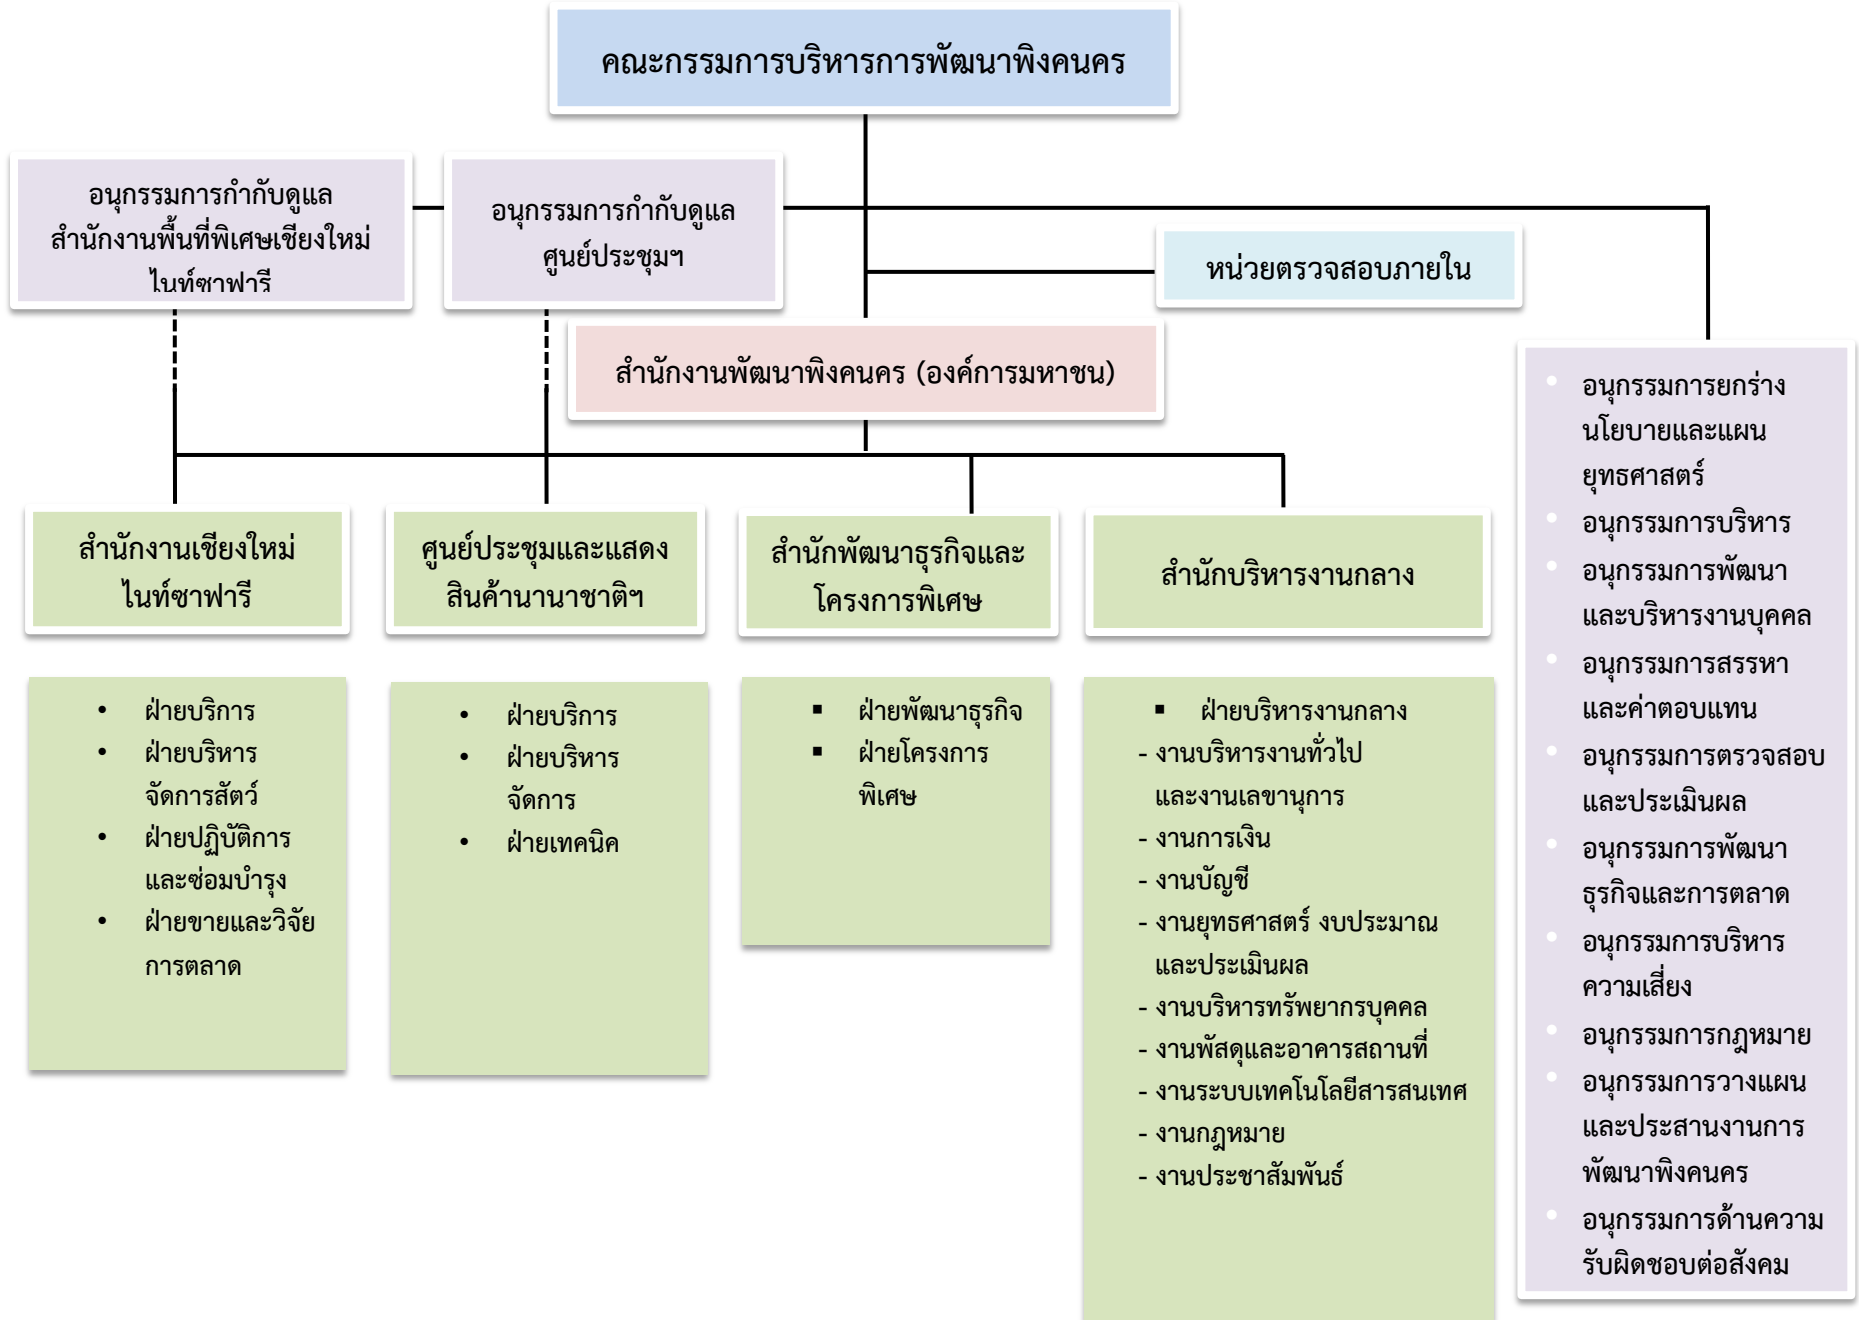 คณะกรรมการบริหารการพัฒนาพิงคนคร
อนุกรรมการกำกับดูแล
สำนักงานพื้นที่พิเศษเชียงใหม่
ไนท์ซาฟารี
อนุกรรมการกำกับดูแล
ศูนย์ประชุมฯ
หน่วยตรวจสอบภายใน
สำนักงานพัฒนาพิงคนคร (องค์การมหาชน)
สำนักงานเชียงใหม่
ไนท์ซาฟารี
ศูนย์ประชุมและแสดง
สินค้านานาชาติฯ
สำนักพัฒนาธุรกิจและ
โครงการพิเศษ
สำนักบริหารงานกลาง
• ฝ่ายบริการ
• ฝ่ายบริหาร
จัดการสัตว์
• ฝ่ายปฏิบัติการ
และซ่อมบำรุง
• ฝ่ายขายและวิจัย
การตลาด
• ฝ่ายบริการ
• ฝ่ายบริหาร
จัดการ
• ฝ่ายเทคนิค
▪ ฝ่ายพัฒนาธุรกิจ
▪ ฝ่ายโครงการ
พิเศษ
▪ ฝ่ายบริหารงานกลาง
- งานบริหารงานทั่วไป
และงานเลขานุการ
- งานการเงิน
- งานบัญชี
- งานยุทธศาสตร์ งบประมาณ
และประเมินผล
- งานบริหารทรัพยากรบุคคล
- งานพัสดุและอาคารสถานที่
- งานระบบเทคโนโลยีสารสนเทศ
- งานกฎหมาย
- งานประชาสัมพันธ์
• อนุกรรมการยกร่าง
นโยบายและแผน
ยุทธศาสตร์
• อนุกรรมการบริหาร
• อนุกรรมการพัฒนา
และบริหารงานบุคคล
• อนุกรรมการสรรหา
และค่าตอบแทน
• อนุกรรมการตรวจสอบ
และประเมินผล
• อนุกรรมการพัฒนา
ธุรกิจและการตลาด
• อนุกรรมการบริหาร
ความเสี่ยง
• อนุกรรมการกฎหมาย
• อนุกรรมการวางแผน
และประสานงานการ
พัฒนาพิงคนคร
• อนุกรรมการด้านความ
รับผิดชอบต่อสังคม